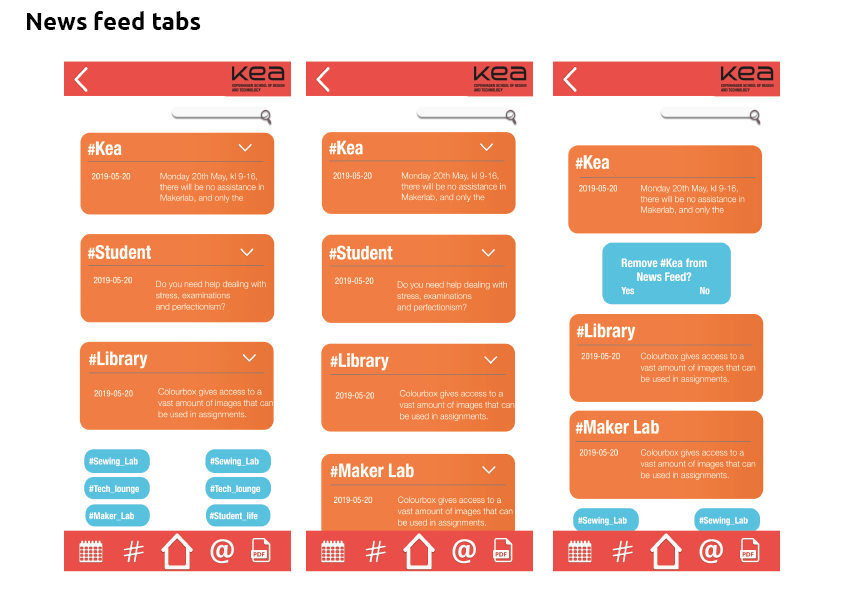 News feed tabs
kea
COPENHAGEN SCHOOL OF DESIGN
AND TECHNOLOGY
#Kea
2019-05-20
Monday 20th May, kl 9-16,
there will be no assistance in
Makerlab, and only the
#Student
2019-05-20
Do you need help dealing with
stress, examinations
and perfectionism?
#Library
2019-05-20
Colourbox gives access to a
vast amount of images that can
be used in assignments.
#Sewing_Lab
#Sewing_Lab
#Tech_lounge
#Tech_lounge
#Maker_Lab
#Student_life
#
@
PDF
kea
COPENHAGEN SCHOOL OF DESIGN
AND TECHNOLOGY
#Kea
2019-05-20
Monday 20th May, kl 9-16,
there will be no assistance in
Makerlab, and only the
#Student
2019-05-20
Do you need help dealing with
stress, examinations
and perfectionism?
#Library
2019-05-20
Colourbox gives access to a
vast amount of images that can
be used in assignments.
#Maker Lab
2019-05-20
Colourbox gives access to a
vast amount of images that can
be used in assignments.
#
@
PDF
kea
COPENHAGEN SCHOOL OF DESIGN
AND TECHNOLOGY
#Kea
2019-05-20
Monday 20th May, kl 9-16,
there will be no assistance in
Makerlab, and only the
Remove #Kea from
News Feed?
Yes No
#Library
2019-05-20
Colourbox gives access to a
vast amount of images that can
be used in assignments.
#Maker Lab
2019-05-20
Colourbox gives access to a
vast amount of images that can
be used in assignments.
#Sewing_Lab
#Sewing_Lab
#
@
PDF